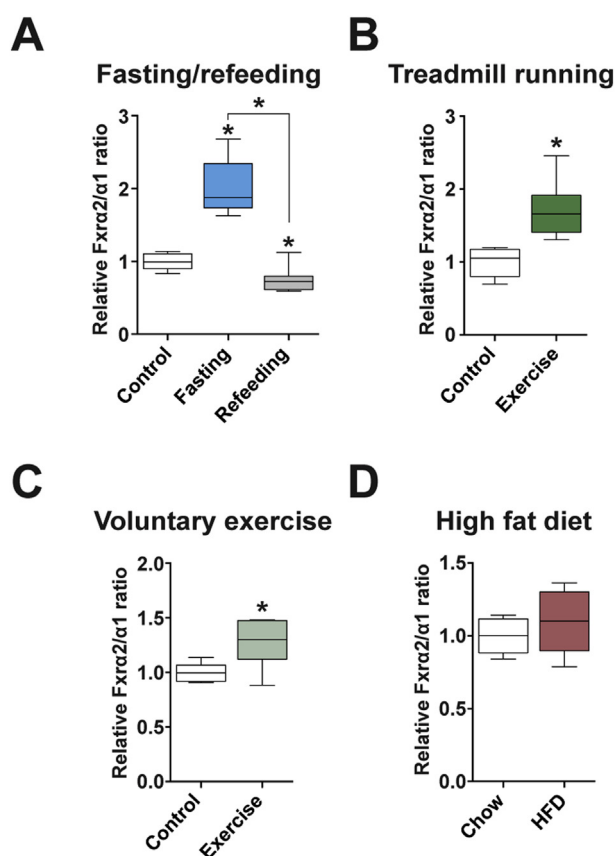 A
Fasting/refeeding
Relative Fxrα2/α1 ratio
3
2
1
0
*
*
*
Control
Fasting
Refeeding
B
Treadmill running
Relative Fxrα2/α1 ratio
3
2
1
0
*
Control
Exercise
C
Voluntary exercise
Relative Fxrα2/α1 ratio
2.0
1.5
1.0
0.5
0.0
*
Control
Exercise
D
High fat diet
Relative Fxrα2/α1 ratio
1.5
1.0
0.5
0.0
Chow
HFD